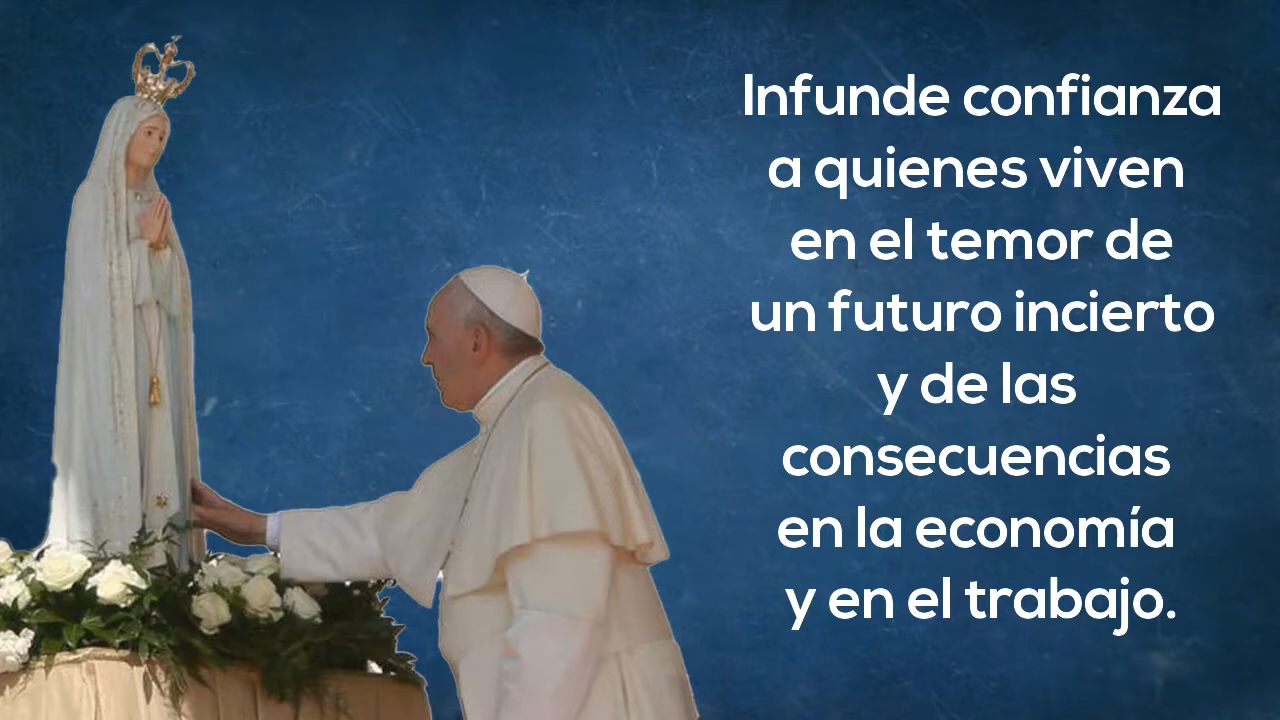 Infunde confianza
a quienes viven
en el temor de
un futuro incierto
y de las
consecuencias
en la economía
y en el trabajo.